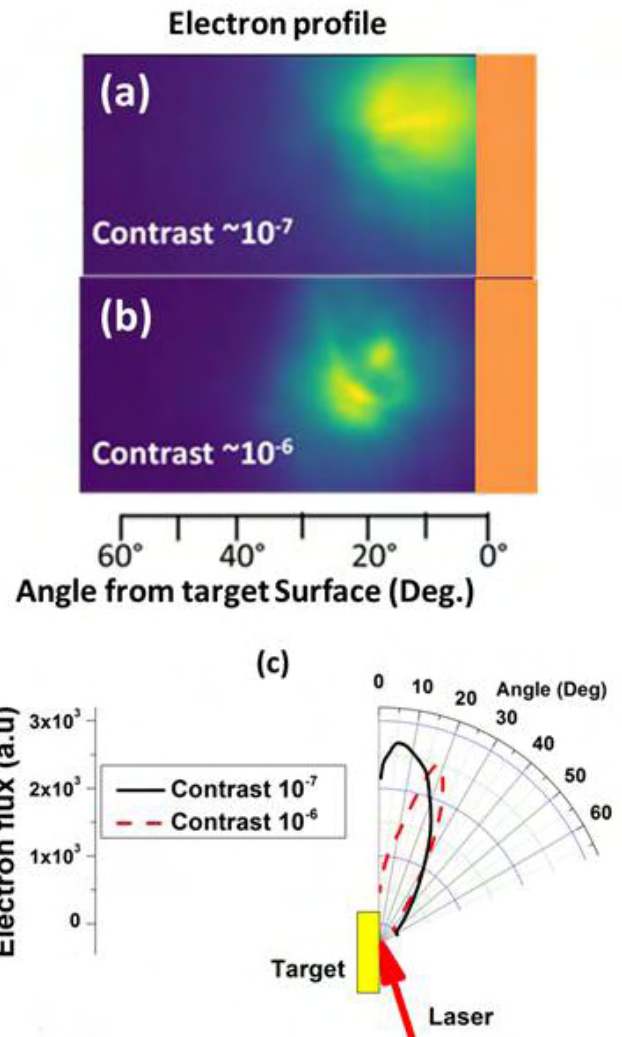 Electron profile
(a)
Contrast ~10⁻⁷
(b)
Contrast ~10⁻⁶
60° 40° 20° 0°
Angle from target Surface (Deg.)
(c)
0 10 20 30 40 50 60
Angle (Deg)
Electron flux (a.u)
3x10³
2x10³
1x10³
0
Contrast 10⁻⁷
Contrast 10⁻⁶
Target
Laser